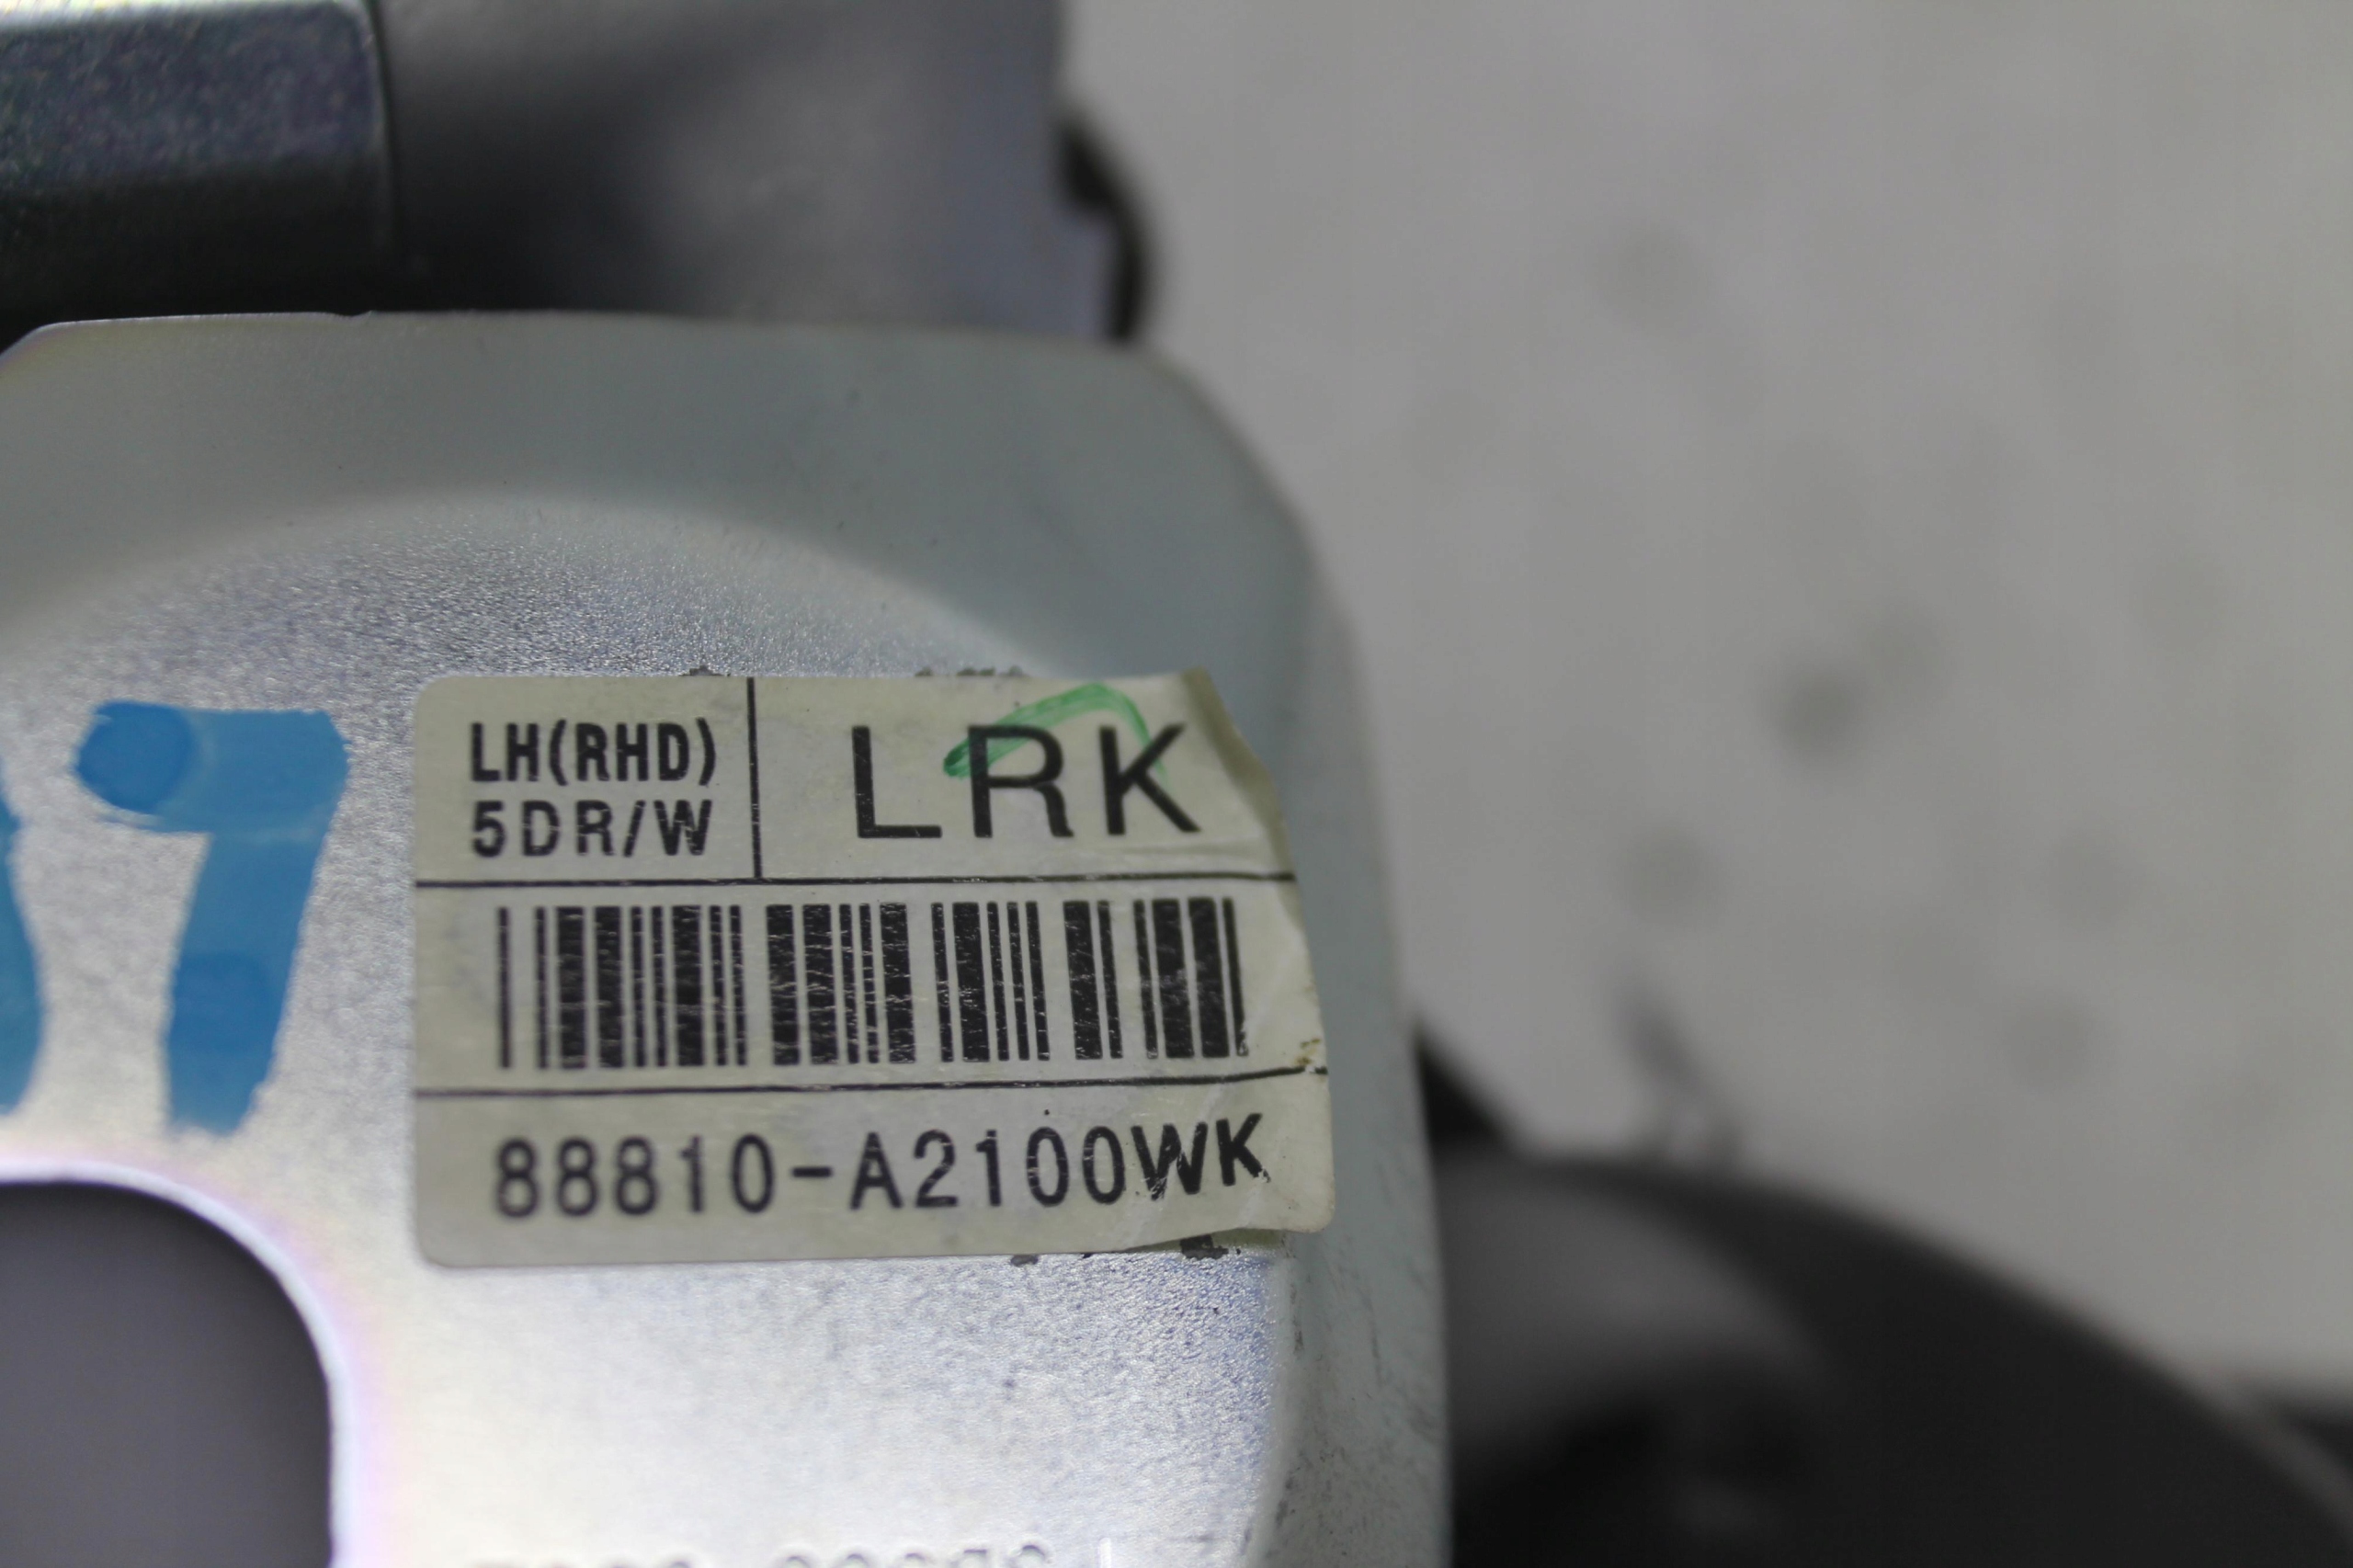 LH(RHD)
5DR/W
LRK
88810-A2100WK